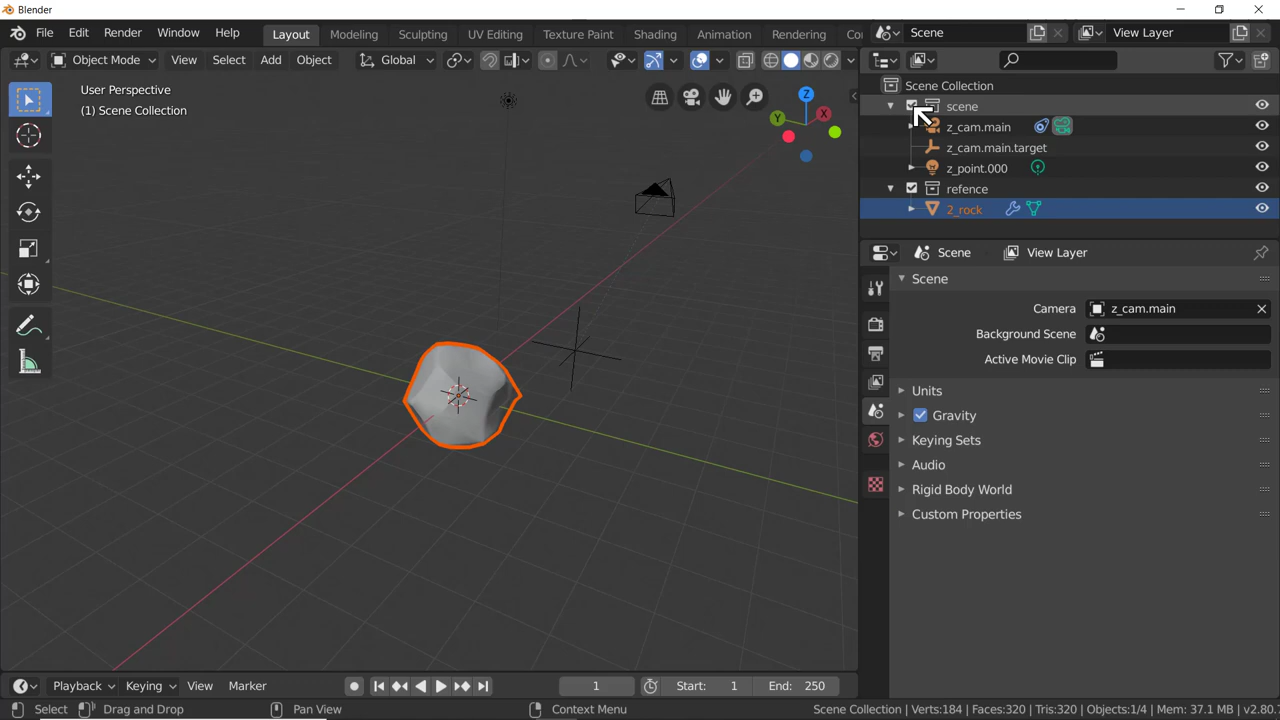 Blender
File Edit Render Window Help
Layout Modeling Sculpting UV Editing Texture Paint Shading Animation Rendering Co
Scene View Layer
Object Mode View Select Add Object Global
User Perspective
(1) Scene Collection
Z
X
Y
Scene Collection
scene
z_cam.main
z_cam.main.target
z_point.000
refence
2_rock
Scene View Layer
Scene
Camera z_cam.main
Background Scene
Active Movie Clip
Units
Gravity
Keying Sets
Audio
Rigid Body World
Custom Properties
Playback Keying View Marker 1 Start: 1 End: 250
Select Drag and Drop Pan View Context Menu Scene Collection | Verts:184 | Faces:320 | Tris:320 | Objects:1/4 | Mem: 37.1 MB | v2.80.